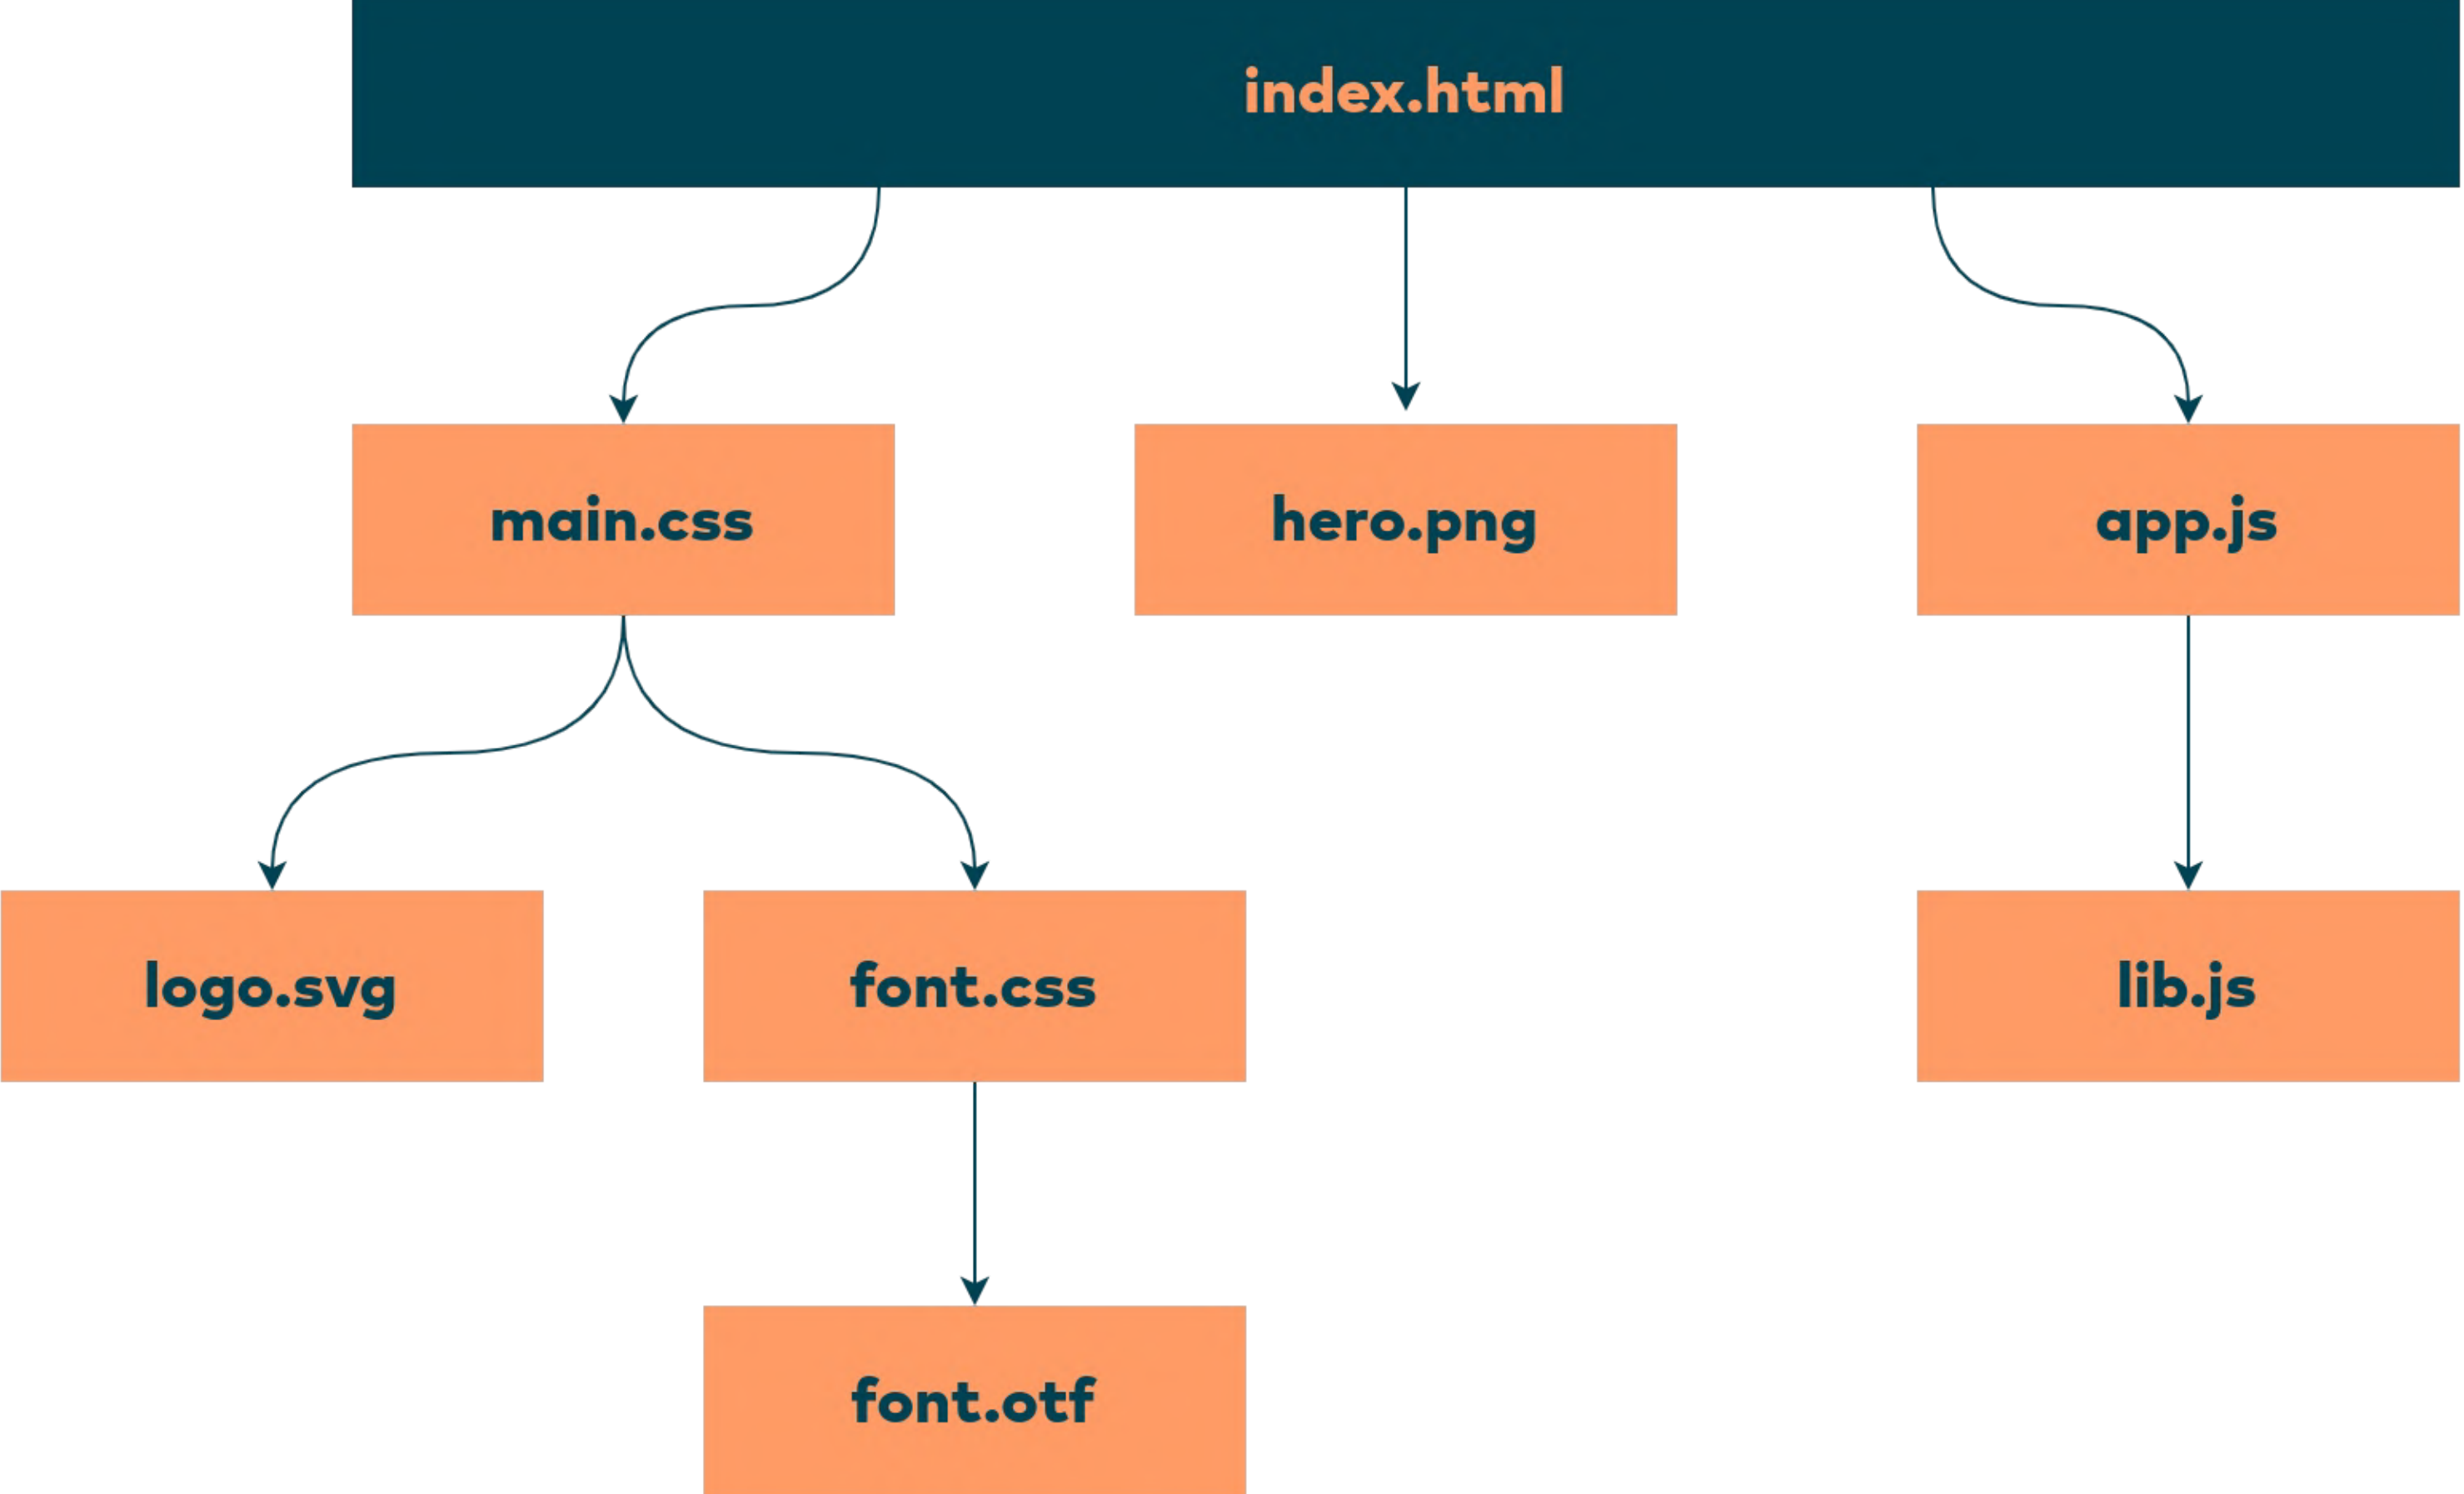 index.html
main.css
hero.png
app.js
logo.svg
font.css
lib.js
font.otf